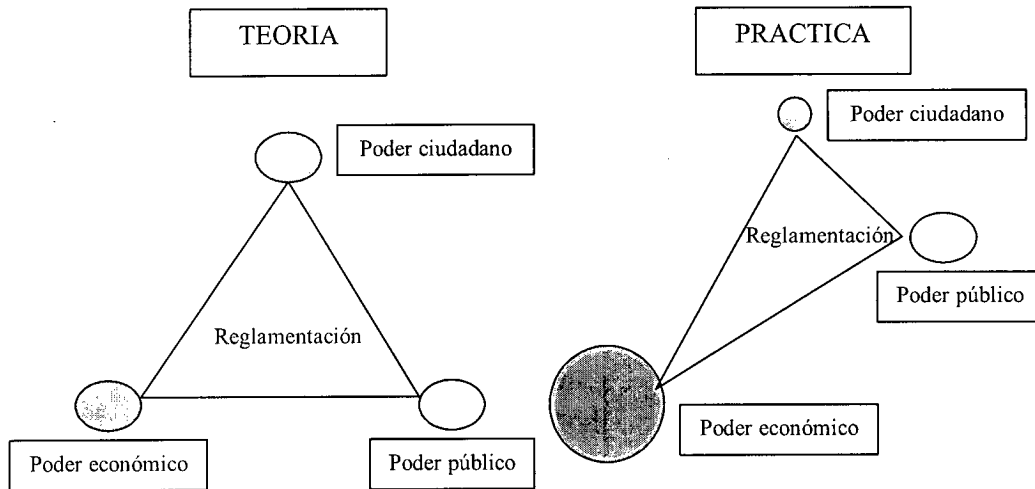 TEORIA
PRACTICA
Poder ciudadano
Reglamentación
Poder económico
Poder público
Poder ciudadano
Reglamentación
Poder público
Poder económico